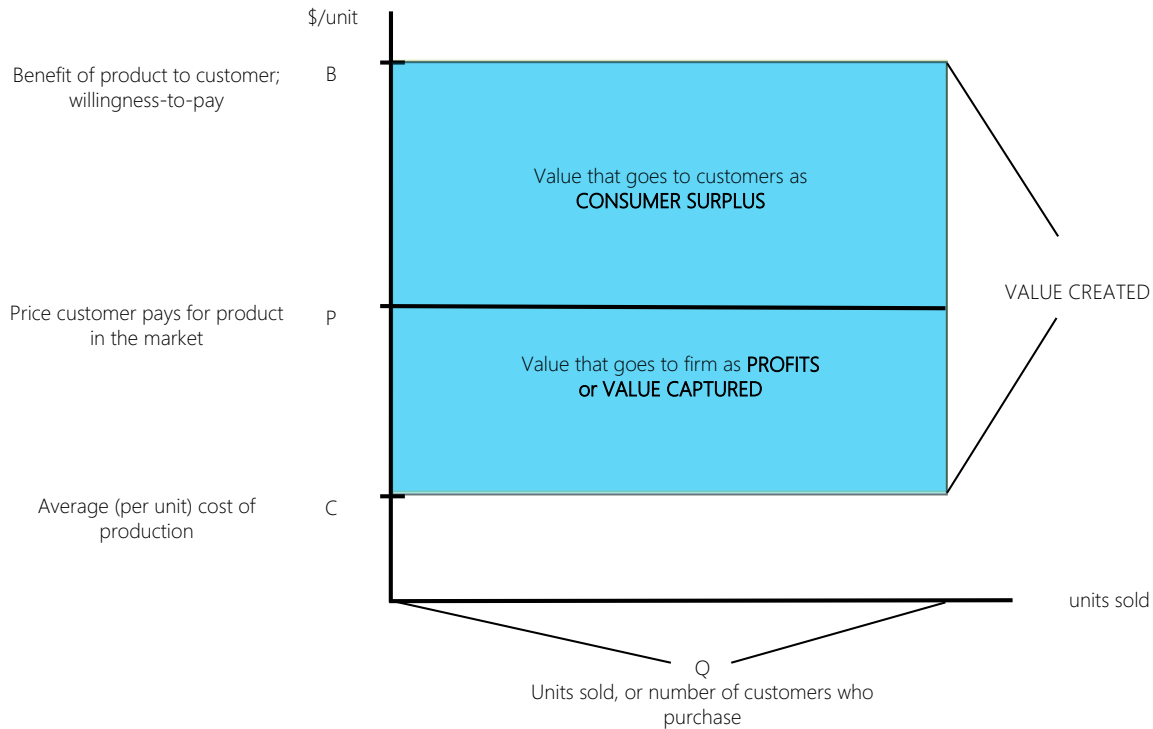 $/unit
Benefit of product to customer;
willingness-to-pay
B
Value that goes to customers as
CONSUMER SURPLUS
VALUE CREATED
Price customer pays for product
in the market
P
Value that goes to firm as PROFITS
or VALUE CAPTURED
Average (per unit) cost of
production
C
units sold
Q
Units sold, or number of customers who
purchase